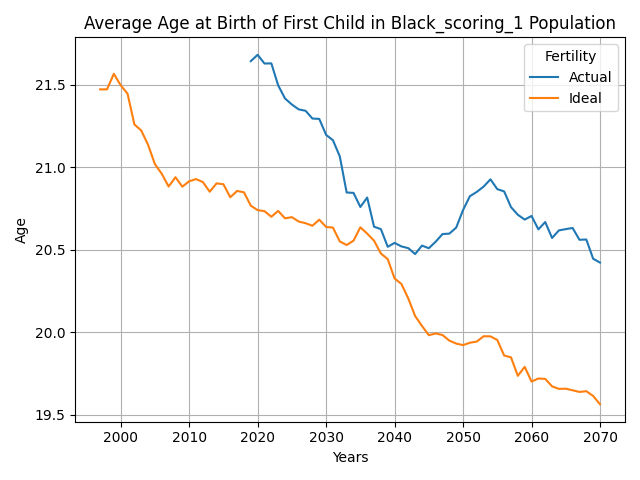 Average Age at Birth of First Child in Black_scoring_1 Population
Fertility
Actual
Ideal
21.5
21.0
20.5
20.0
19.5
Age
2000 2010 2020 2030 2040 2050 2060 2070
Years